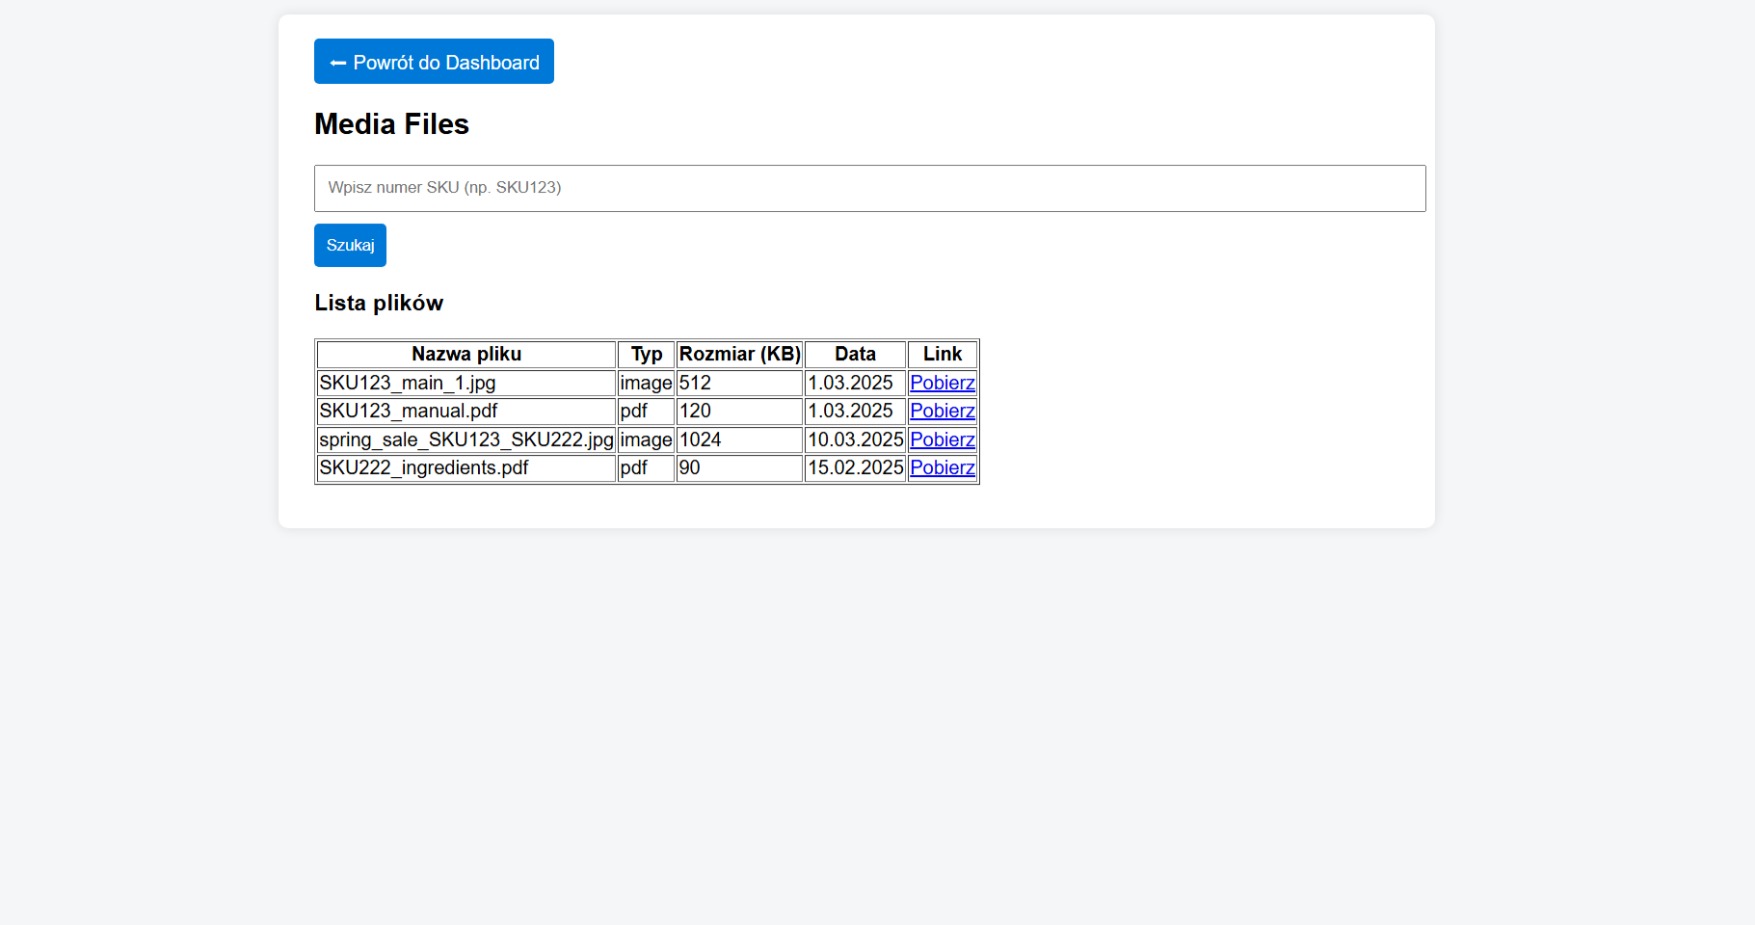 ← Powrót do Dashboard
Media Files
Wpisz numer SKU (np. SKU123)
Szukaj
Lista plików
Nazwa pliku Typ Rozmiar (KB) Data Link
SKU123_main_1.jpg image 512 1.03.2025 Pobierz
SKU123_manual.pdf pdf 120 1.03.2025 Pobierz
spring_sale_SKU123_SKU222.jpg image 1024 10.03.2025 Pobierz
SKU222_ingredients.pdf pdf 90 15.02.2025 Pobierz